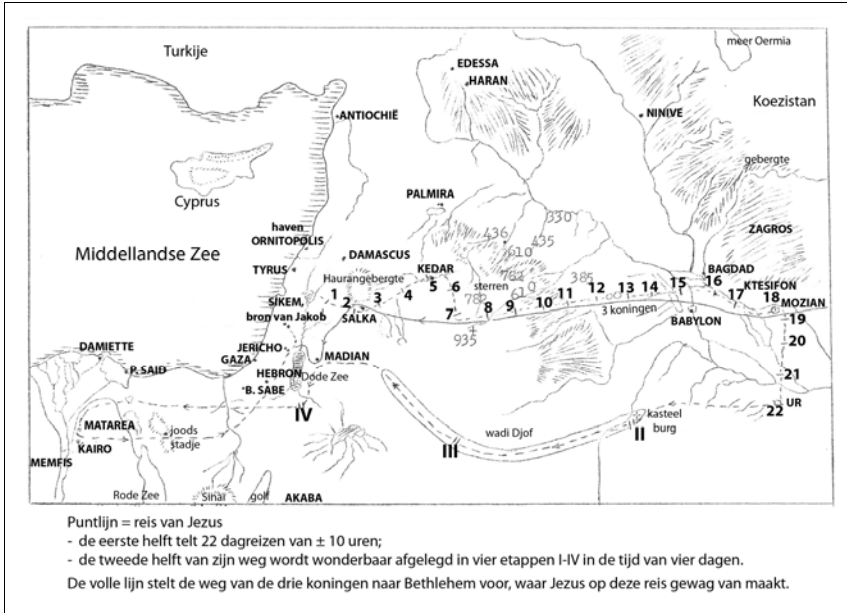 Turkije
meer Oermia
EDESSA
HARAN
Koezistan
ANTIOCHIË
NINIVE
gebergte
Cyprus
PALMIRA
330
haven
ORNITOPOLIS
436
435
610
ZAGROS
Middellandse Zee
DAMASCUS
KEDAR
TYRUS
Haurangebergte
sterren
782
385
BAGDAD
KTESIFON
1 2 3 4 5 6 7 8 9 10 11 12 13 14 15 16 17 18
782
610
MOZIAN
SIKEM,
bron van Jakob
SALKA
3 koningen
BABYLON
19
935
20
JERICHO
DAMIETTE
GAZA
MADIAN
P. SAID
HEBRON
Dode Zee
21
B. SABE
UR
22
IV
kasteel
burg
II
MATAREA
joods
stadje
wadi Djof
III
KAIRO
MEMFIS
Rode Zee
Sinaï
golf
AKABA
Puntlijn = reis van Jezus
- de eerste helft telt 22 dagreizen van ± 10 uren;
- de tweede helft van zijn weg wordt wonderbaar afgelegd in vier etappen I-IV in de tijd van vier dagen.
De volle lijn stelt de weg van de drie koningen naar Bethlehem voor, waar Jezus op deze reis gewag van maakt.